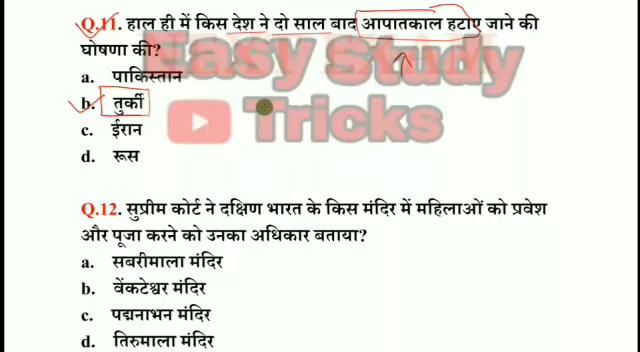 Q.11. हाल ही में किस देश ने दो साल बाद आपातकाल हटाए जाने की
घोषणा की?
a. पाकिस्तान
b. तुर्की
c. ईरान
d. रूस
Easy Study
Tricks
Q.12. सुप्रीम कोर्ट ने दक्षिण भारत के किस मंदिर में महिलाओं को प्रवेश
और पूजा करने को उनका अधिकार बताया?
a. सबरीमाला मंदिर
b. वेंकटेश्वर मंदिर
c. पद्मनाभन मंदिर
d. तिरुमाला मंदिर